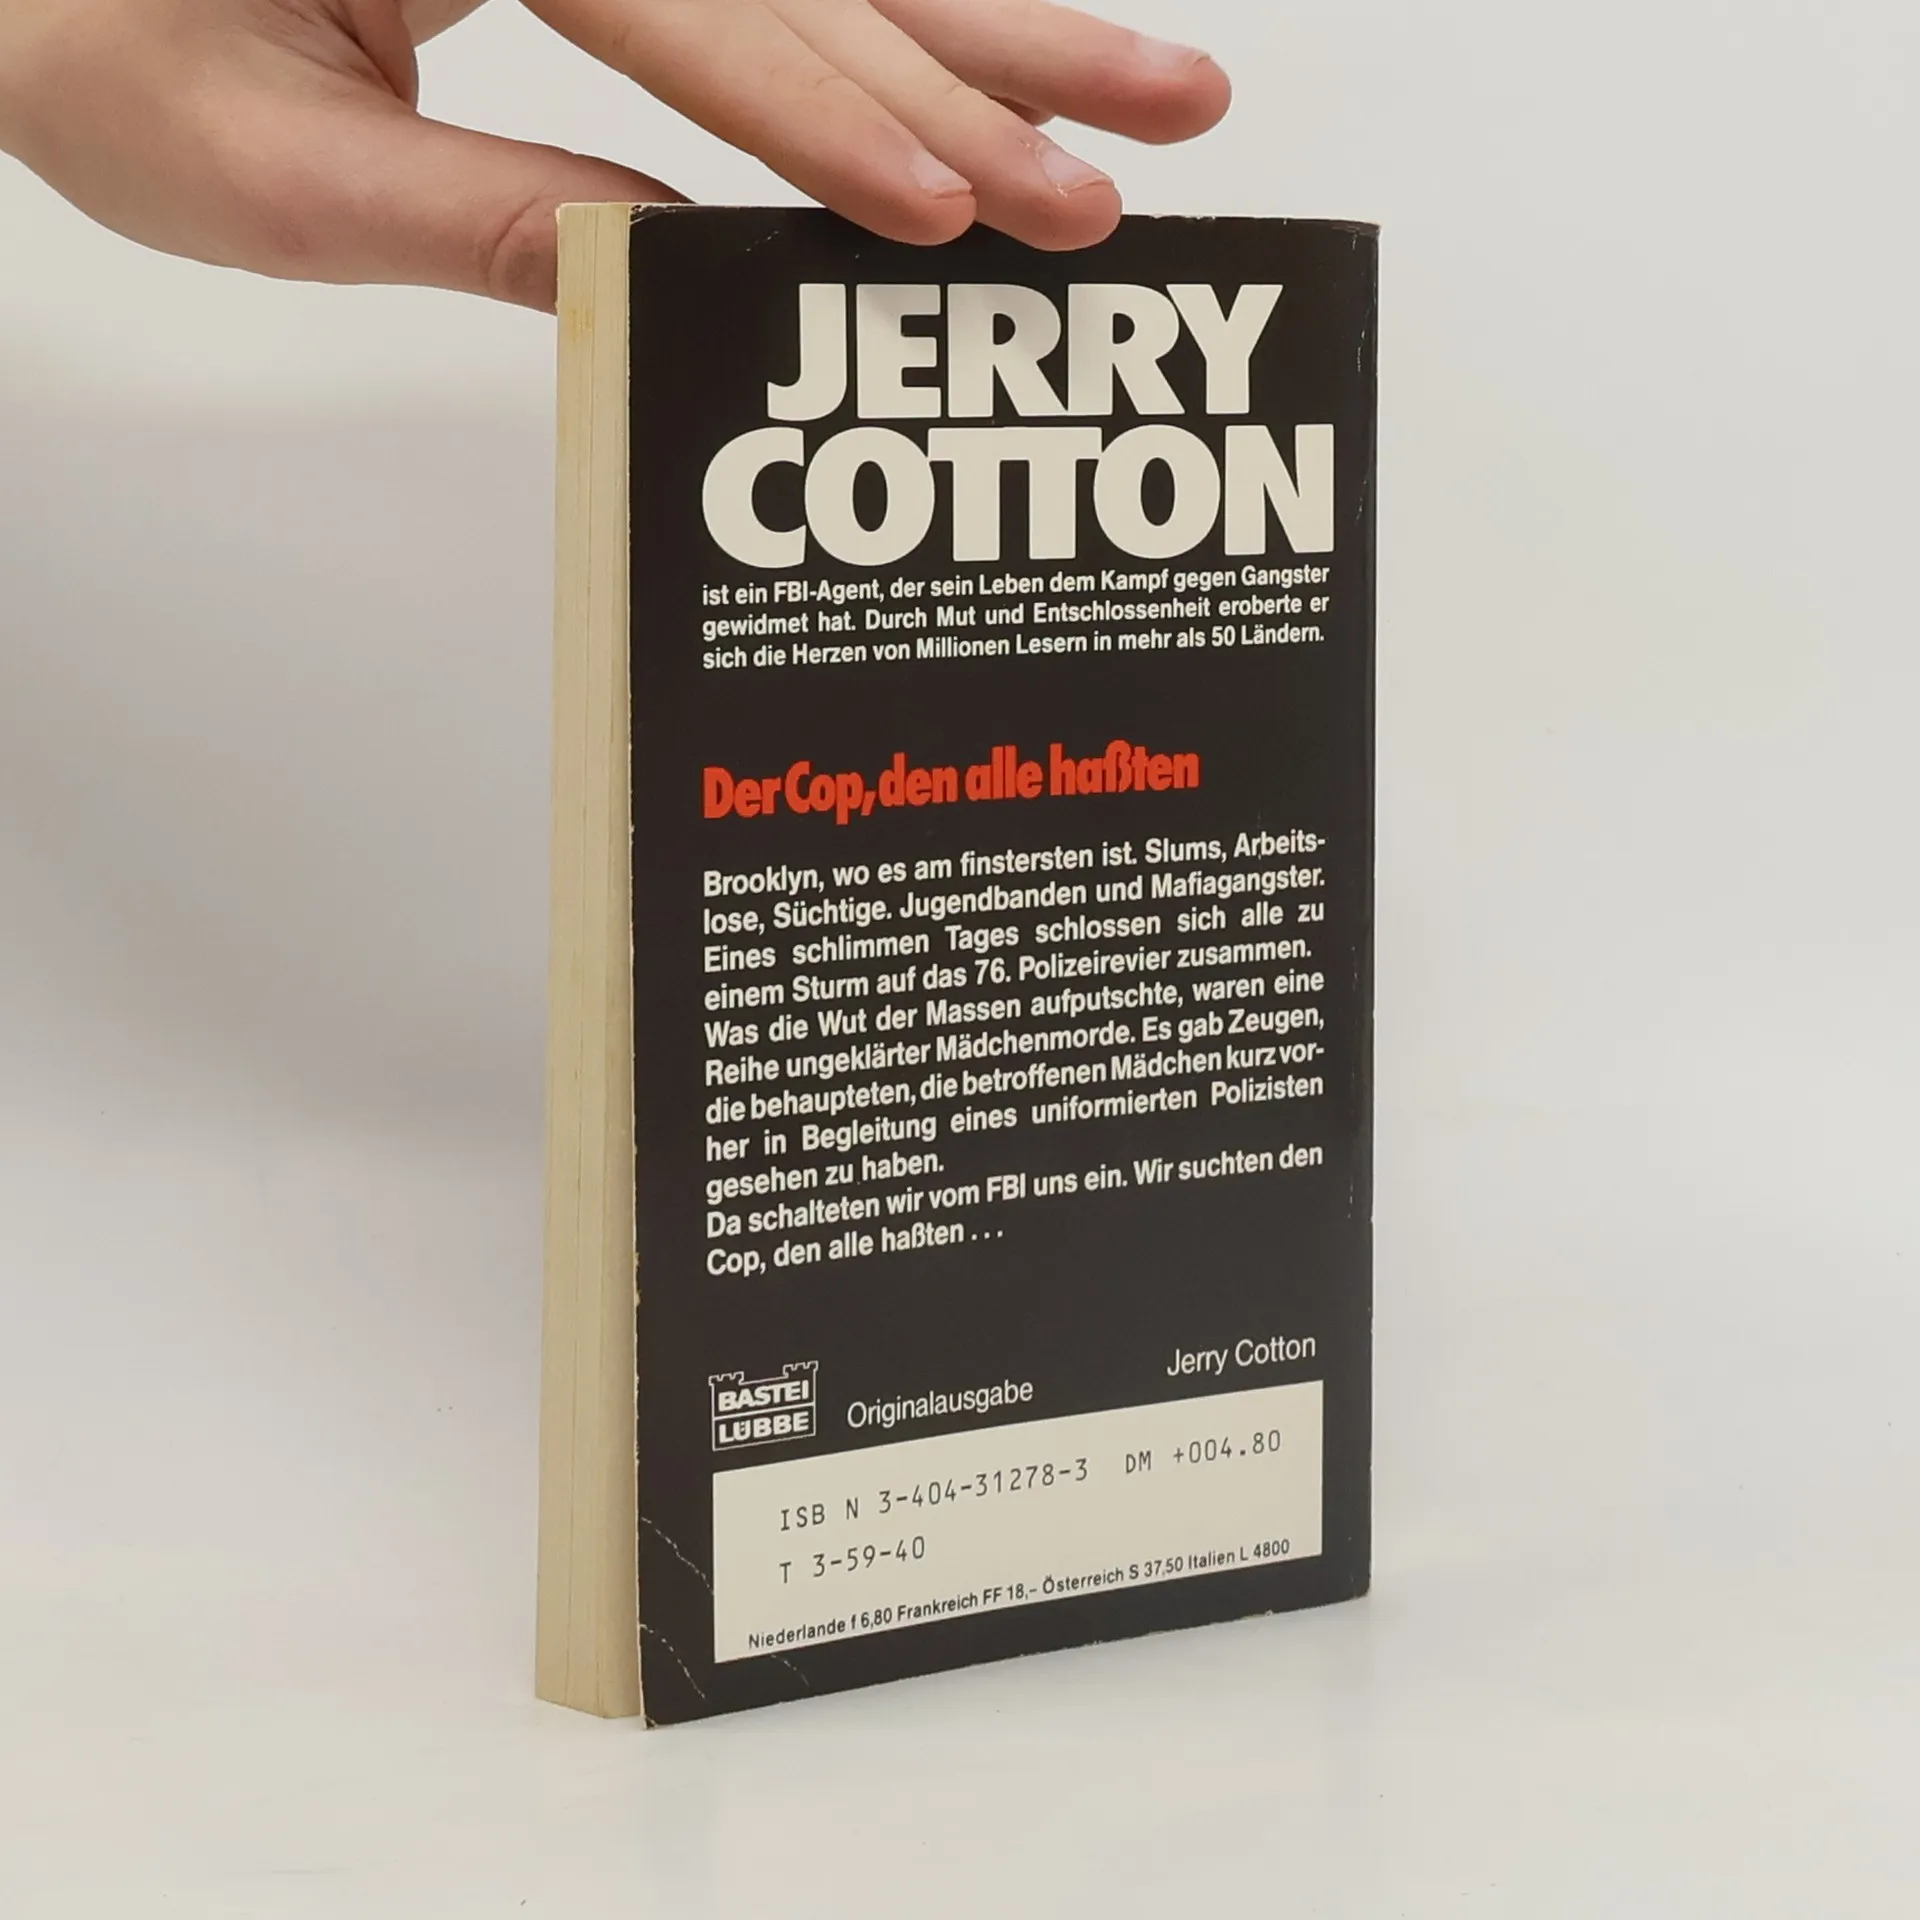 JERRY
COTTON
ist ein FBI-Agent, der sein Leben dem Kampf gegen Gangster
gewidmet hat. Durch Mut und Entschlossenheit eroberte er
sich die Herzen von Millionen Lesern in mehr als 50 Ländern.
Der Cop, den alle haßten
Brooklyn, wo es am finstersten ist. Slums, Arbeits-
lose, Süchtige. Jugendbanden und Mafiagangster.
Eines schlimmen Tages schlossen sich alle zu
einem Sturm auf das 76. Polizeirevier zusammen.
Was die Wut der Massen aufputschte, waren eine
Reihe ungeklärter Mädchenmorde. Es gab Zeugen,
die behaupteten, die betroffenen Mädchen kurz vor-
her in Begleitung eines uniformierten Polizisten
gesehen zu haben.
Da schalteten wir vom FBI uns ein. Wir suchten den
Cop, den alle haßten . . .
Jerry Cotton
BASTEI
LÜBBE
Originalausgabe
ISB N 3-404-31278-3 DM +004.80
T 3-59-40
Niederlande f 6,80 Frankreich FF 18,– Österreich S 37,50 Italien L 4800